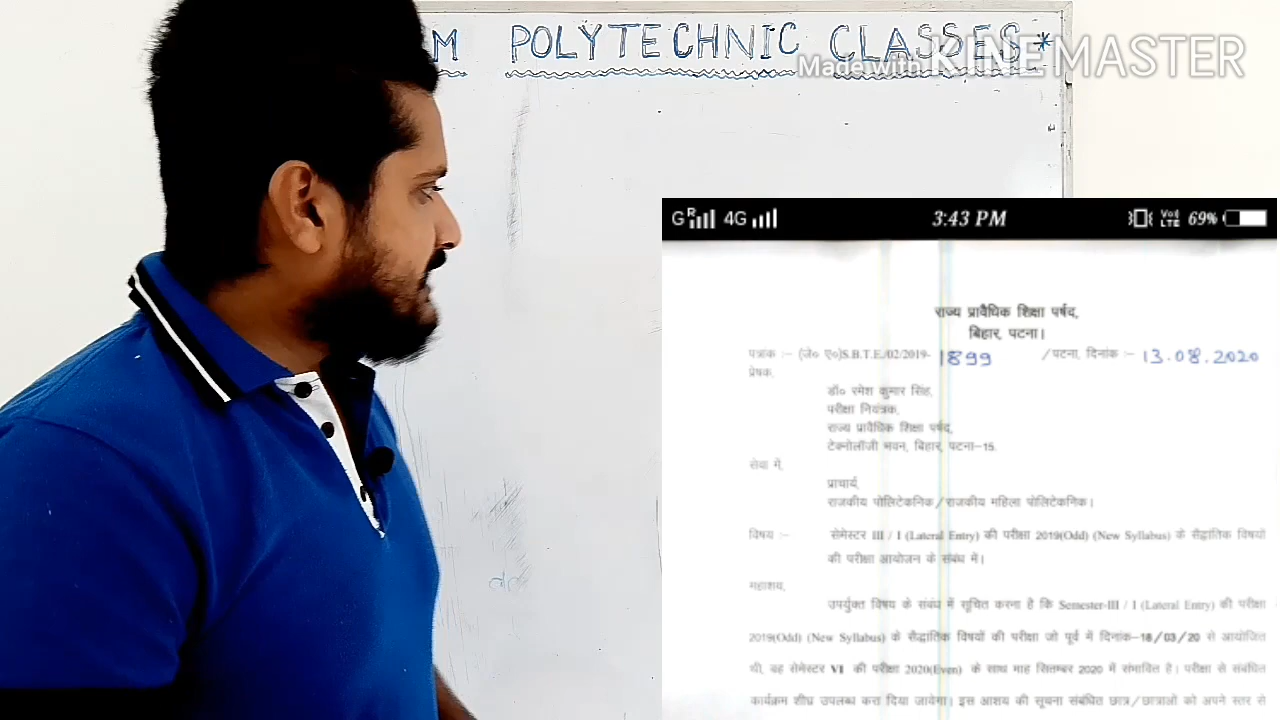 M POLYTECHNIC CLASSES *
Made with KINEMASTER
G R 4G 3:43 PM Vo) LTE 69%
राज्य प्रावैधिक शिक्षा पर्षद,
बिहार, पटना।
पत्रांक :- (जे० ए०)S.B.T.E./02/2019- 1899 /पटना, दिनांक :- 13.08.2020
प्रेषक,
डॉ० रमेश कुमार सिंह,
परीक्षा नियंत्रक,
राज्य प्रावैधिक शिक्षा पर्षद,
टेक्नोलॉजी भवन, बिहार, पटना-15.
सेवा में,
प्राचार्य,
राजकीय पोलिटेकनिक/राजकीय महिला पोलिटेकनिक।
विषय :- सेमेस्टर III / I (Lateral Entry) की परीक्षा 2019(Odd) (New Syllabus) के सैद्धांतिक विषयों
की परीक्षा आयोजन के संबंध में।
महाशय,
उपर्युक्त विषय के संबंध में सूचित करना है कि Semester-III / I (Lateral Entry) की परीक्षा
2019(Odd) (New Syllabus) के सैद्धांतिक विषयों की परीक्षा जो पूर्व में दिनांक-18/03/20 से आयोजित
थी, वह सेमेस्टर VI की परीक्षा 2020(Even) के साथ माह सितम्बर 2020 में संभावित है। परीक्षा से संबंधित
कार्यक्रम शीघ्र उपलब्ध करा दिया जायेगा। इस आशय की सूचना संबंधित छात्र/छात्राओं को अपने स्तर से